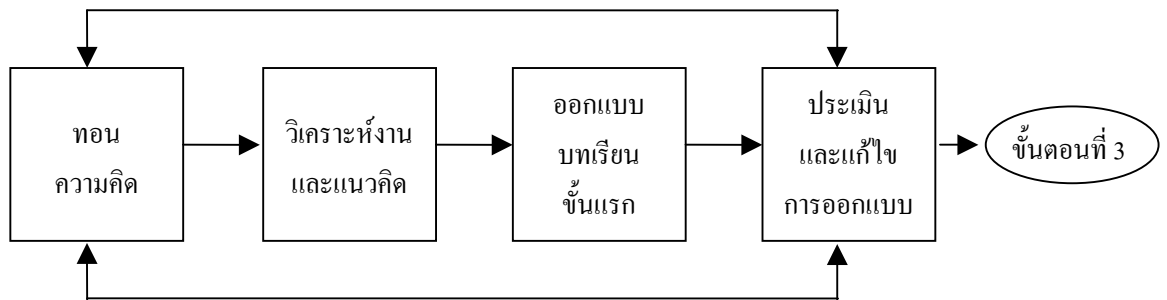 ทอน
ความคิด
วิเคราะห์งาน
และแนวคิด
ออกแบบ
บทเรียน
ขั้นแรก
ประเมิน
และแก้ไข
การออกแบบ
ขั้นตอนที่ 3